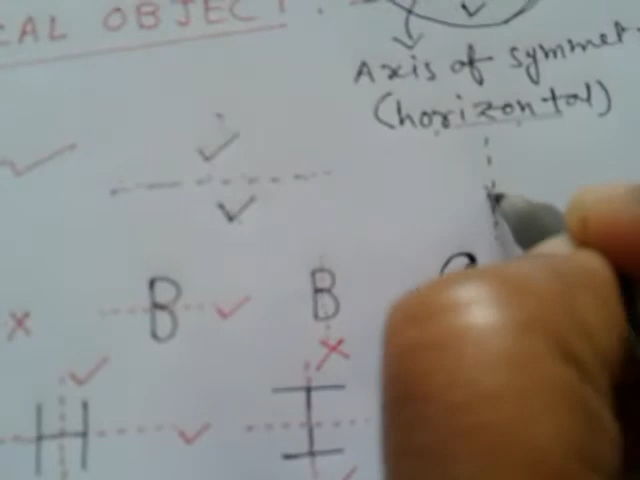 CAL OBJECT.
Axis of symmet
(horizontal)
B B
H I